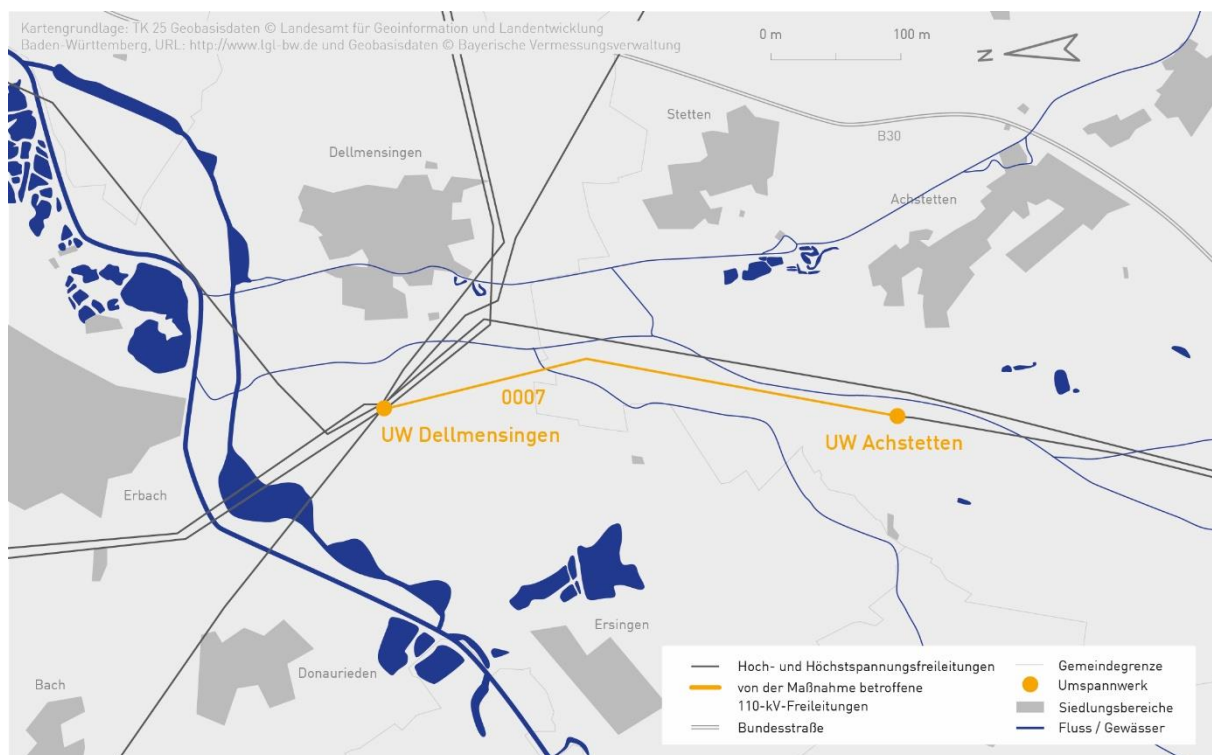 Kartengrundlage: TK 25 Geobasisdaten © Landesamt für Geoinformation und Landentwicklung
Baden-Württemberg, URL: http://www.lgl-bw.de und Geobasisdaten © Bayerische Vermessungsverwaltung
0 m 100 m
N
Stetten
B30
Dellmensingen
Achstetten
0007
UW Dellmensingen
UW Achstetten
Erbach
Ersingen
Donaurieden
Bach
Hoch- und Höchstspannungsfreileitungen
von der Maßnahme betroffene
110-kV-Freileitungen
Bundesstraße
Gemeindegrenze
Umspannwerk
Siedlungsbereiche
Fluss / Gewässer